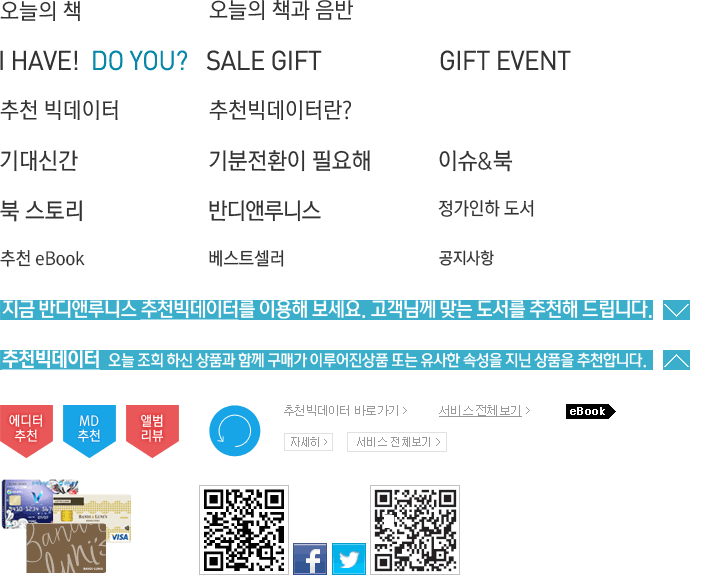 오늘의 책 오늘의 책과 음반
I HAVE! DO YOU? SALE GIFT GIFT EVENT
추천 빅데이터 추천빅데이터란?
기대신간 기분전환이 필요해 이슈&북
북 스토리 반디앤루니스 정가인하 도서
추천 eBook 베스트셀러 공지사항
지금 반디앤루니스 추천빅데이터를 이용해 보세요. 고객님께 맞는 도서를 추천해 드립니다.
추천빅데이터 오늘 조회 하신 상품과 함께 구매가 이루어진상품 또는 유사한 속성을 지닌 상품을 추천합니다.
에디터 추천 MD 추천 앨범 리뷰
추천빅데이터 바로가기 > 서비스 전체보기 > eBook
자세히 > 서비스 전체보기 >
BANDI & LUNI'S
VISA
Bandi & Luni's
BANDI & LUNI'S